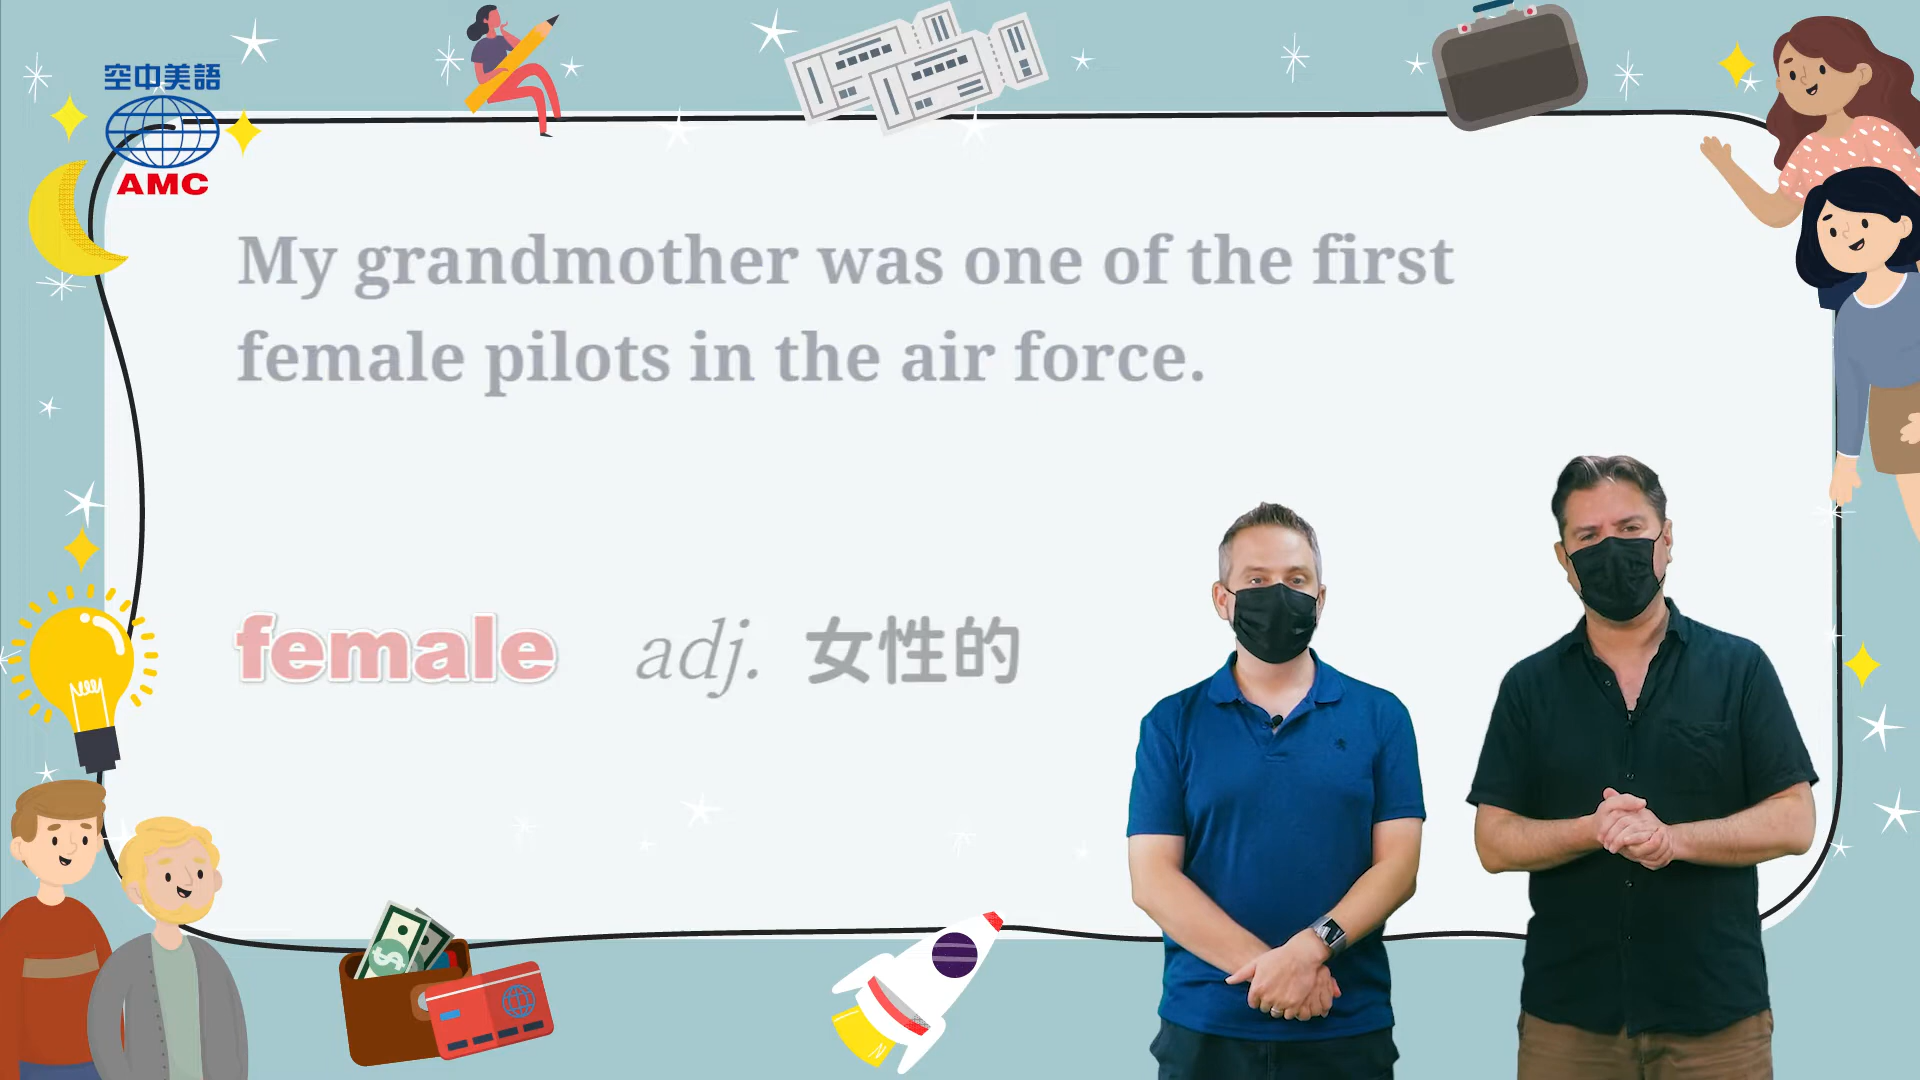 空中美語
AMC
My grandmother was one of the first
female pilots in the air force.
female adj. 女性的